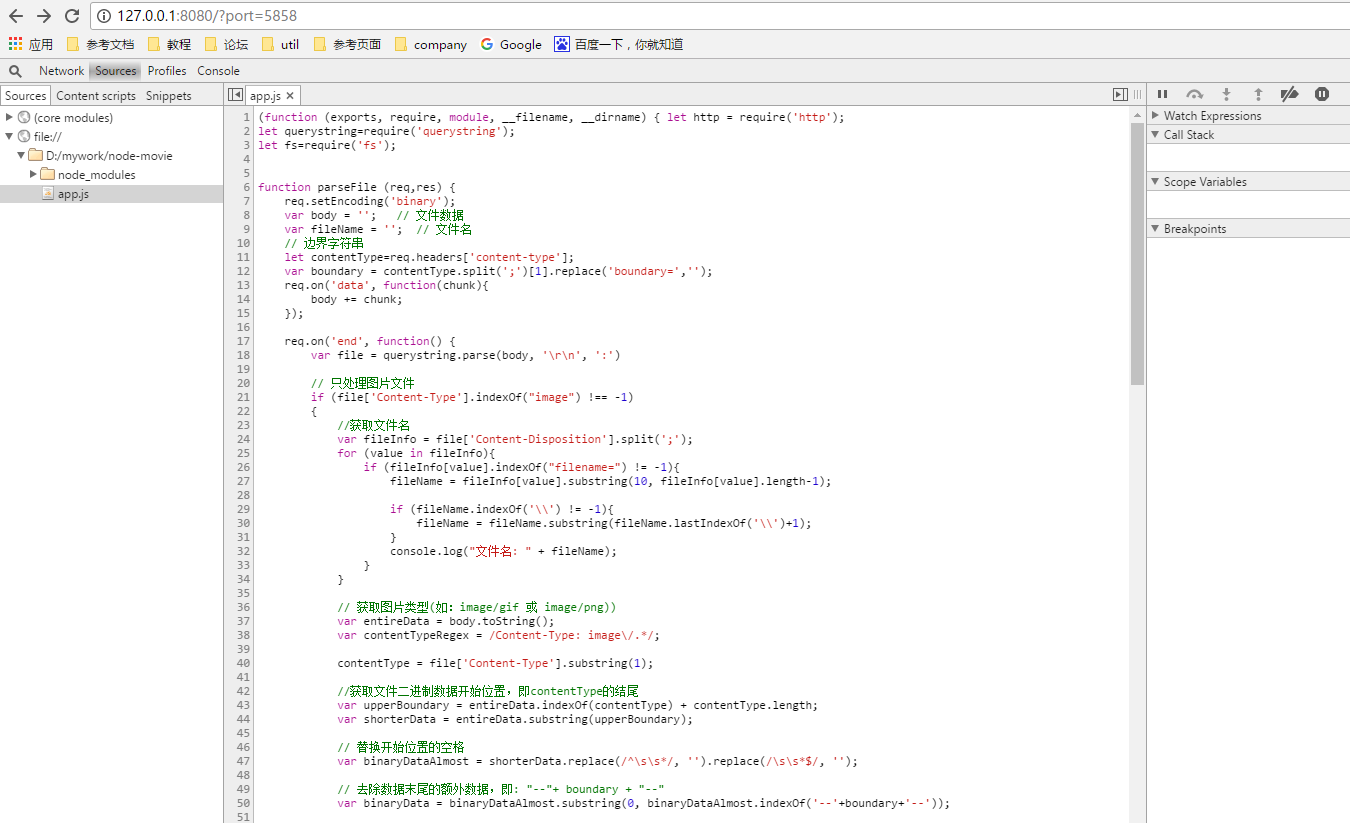 127.0.0.1:8080/?port=5858
应用 参考文档 教程 论坛 util 参考页面 company Google 百度一下，你就知道
Network Sources Profiles Console
Sources Content scripts Snippets
(core modules)
file://
D:/mywork/node-movie
node_modules
app.js
app.js ×
1 (function (exports, require, module, __filename, __dirname) { let http = require('http');
2 let querystring=require('querystring');
3 let fs=require('fs');
4
5
6 function parseFile (req,res) {
7 req.setEncoding('binary');
8 var body = ''; // 文件数据
9 var fileName = ''; // 文件名
10 // 边界字符串
11 let contentType=req.headers['content-type'];
12 var boundary = contentType.split(';')[1].replace('boundary=','');
13 req.on('data', function(chunk){
14 body += chunk;
15 });
16
17 req.on('end', function() {
18 var file = querystring.parse(body, '\r\n', ':')
19
20 // 只处理图片文件
21 if (file['Content-Type'].indexOf("image") !== -1)
22 {
23 //获取文件名
24 var fileInfo = file['Content-Disposition'].split(';');
25 for (value in fileInfo){
26 if (fileInfo[value].indexOf("filename=") != -1){
27 fileName = fileInfo[value].substring(10, fileInfo[value].length-1);
28
29 if (fileName.indexOf('\\') != -1){
30 fileName = fileName.substring(fileName.lastIndexOf('\\')+1);
31 }
32 console.log("文件名: " + fileName);
33 }
34 }
35
36 // 获取图片类型(如：image/gif 或 image/png))
37 var entireData = body.toString();
38 var contentTypeRegex = /Content-Type: image\/.*/;
39
40 contentType = file['Content-Type'].substring(1);
41
42 //获取文件二进制数据开始位置，即contentType的结尾
43 var upperBoundary = entireData.indexOf(contentType) + contentType.length;
44 var shorterData = entireData.substring(upperBoundary);
45
46 // 替换开始位置的空格
47 var binaryDataAlmost = shorterData.replace(/^\s\s*/, '').replace(/\s\s*$/, '');
48
49 // 去除数据末尾的额外数据，即: "--"+ boundary + "--"
50 var binaryData = binaryDataAlmost.substring(0, binaryDataAlmost.indexOf('--'+boundary+'--'));
51
Watch Expressions
Call Stack
Scope Variables
Breakpoints